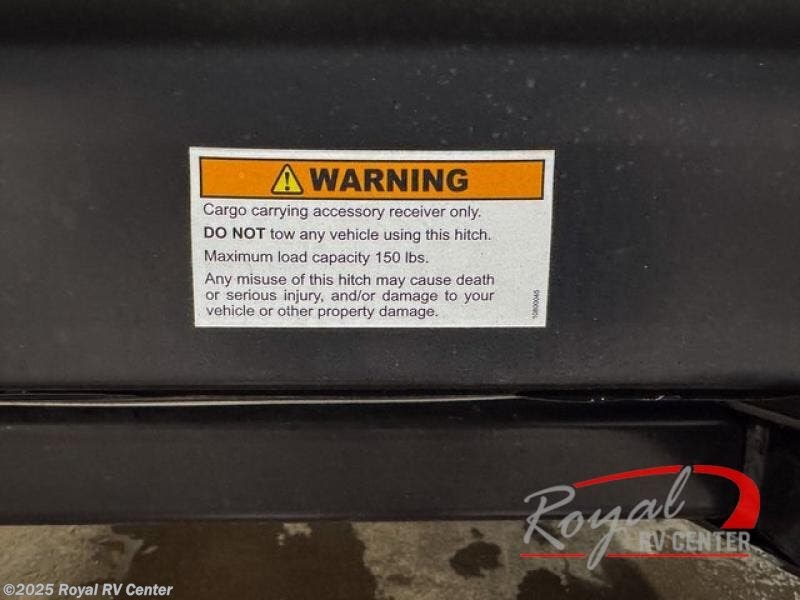 WARNING
Cargo carrying accessory receiver only.
DO NOT tow any vehicle using this hitch.
Maximum load capacity 150 lbs.
Any misuse of this hitch may cause death
or serious injury, and/or damage to your
vehicle or other property damage.
Royal
RV CENTER
©2025 Royal RV Center